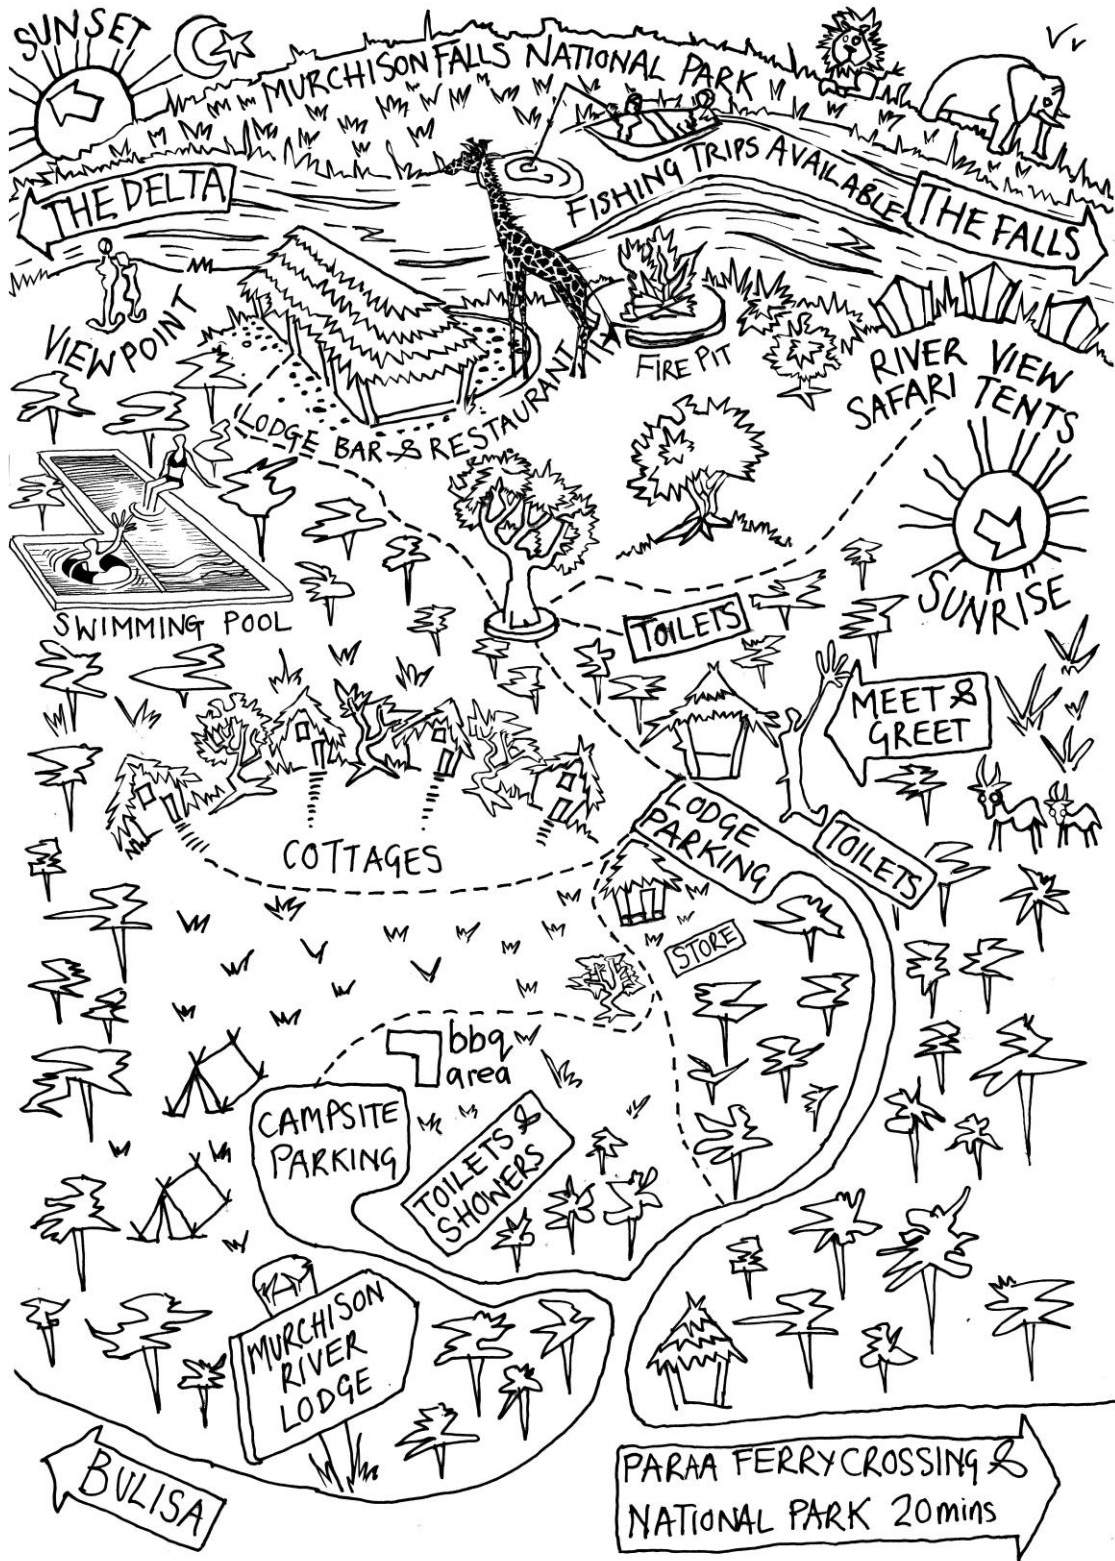 SUNSET
MURCHISON FALLS NATIONAL PARK
FISHING TRIPS AVAILABLE
THE DELTA
THE FALLS
VIEWPOINT
FIRE PIT
RIVER VIEW
SAFARI TENTS
LODGE BAR & RESTAURANT
SWIMMING POOL
SUNRISE
TOILETS
MEET &
GREET
LODGE
PARKING
TOILETS
COTTAGES
STORE
bbq
area
CAMPSITE
PARKING
TOILETS &
SHOWERS
MURCHISON
RIVER
LODGE
BULISA
PARAA FERRY CROSSING &
NATIONAL PARK 20mins